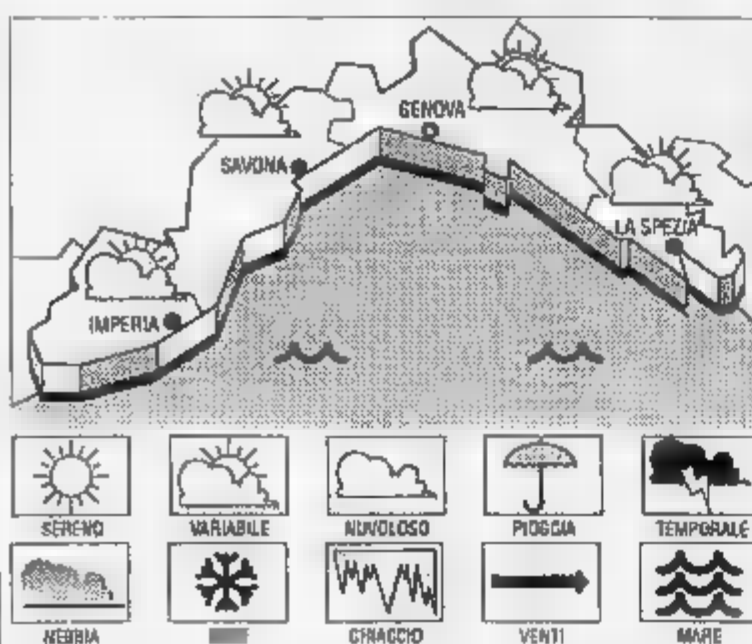 GENOVA
SAVONA
LA SPEZIA
IMPERIA
SERENO VARIABILE NUVOLOSO PIOGGIA TEMPORALE
NEBBIA GHIACCIO VENTI MARE